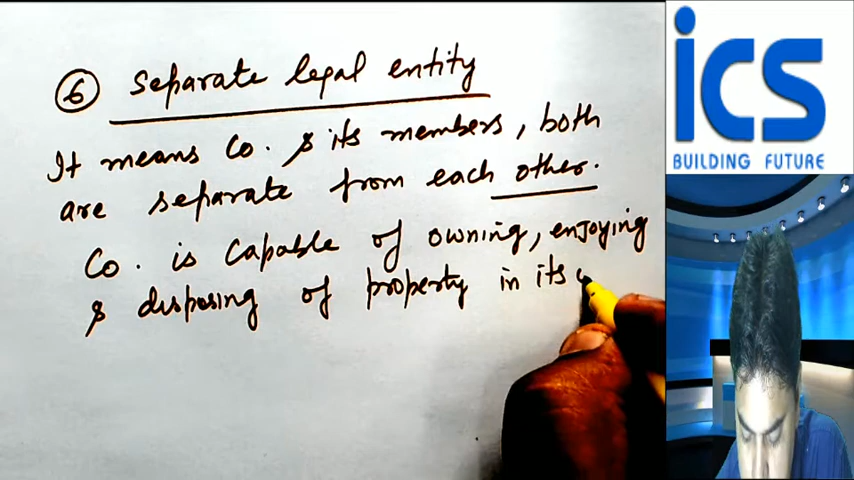 6 Separate legal entity
It means Co. & its members, both
are separate from each other.
Co. is capable of owning, enjoying
& disposing of property in its
iCS
BUILDING FUTURE